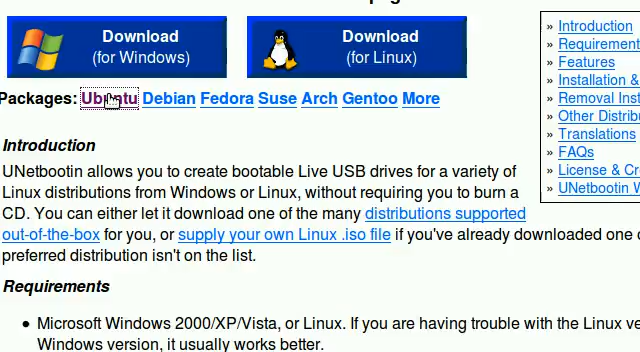 Download
(for Windows)
Download
(for Linux)
Packages: Ubuntu Debian Fedora Suse Arch Gentoo More
» Introduction
» Requirement
» Features
» Installation &
» Removal Inst
» Other Distrib
» Translations
» FAQs
» License & Cr
» UNetbootin W
Introduction
UNetbootin allows you to create bootable Live USB drives for a variety of
Linux distributions from Windows or Linux, without requiring you to burn a
CD. You can either let it download one of the many distributions supported
out-of-the-box for you, or supply your own Linux .iso file if you've already downloaded one
preferred distribution isn't on the list.
Requirements
• Microsoft Windows 2000/XP/Vista, or Linux. If you are having trouble with the Linux ve
Windows version, it usually works better.